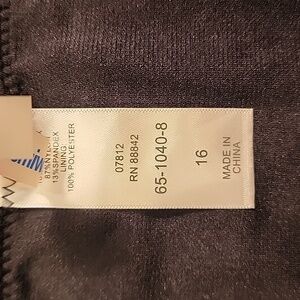 13%SPANDEX
LINING
100% POLYESTER
07812
RN 88842
65-1040-8
16
MADE IN
CHINA